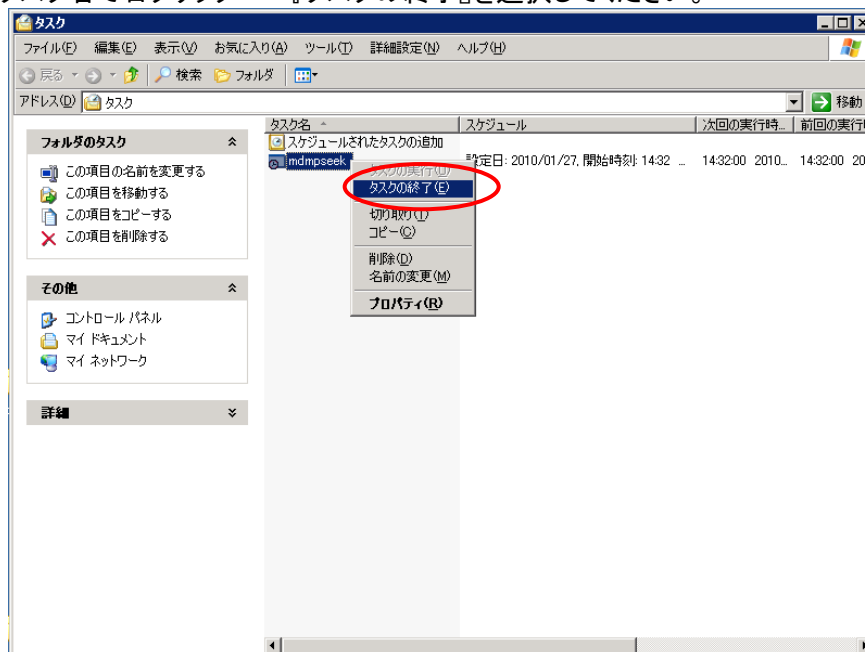 タスク
ファイル(F) 編集(E) 表示(V) お気に入り(A) ツール(T) 詳細設定(N) ヘルプ(H)
戻る 検索 フォルダ
アドレス(D) タスク 移動
フォルダのタスク
この項目の名前を変更する
この項目を移動する
この項目をコピーする
この項目を削除する
その他
コントロール パネル
マイ ドキュメント
マイ ネットワーク
詳細
タスク名 スケジュール 次回の実行時... 前回の実行
スケジュールされたタスクの追加
mdmpseek 設定日: 2010/01/27, 開始時刻: 14:32 ... 14:32:00 2010... 14:32:00 20
タスクの実行(U)
タスクの終了(E)
切り取り(T)
コピー(C)
削除(D)
名前の変更(M)
プロパティ(R)